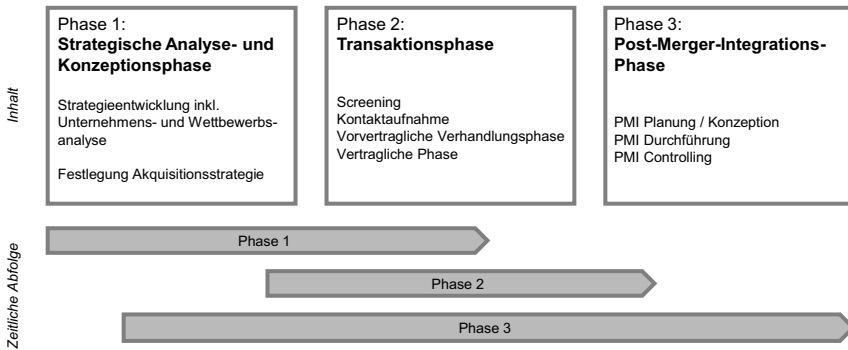 Phase 1:
Strategische Analyse- und
Konzeptionsphase
Strategieentwicklung inkl.
Unternehmens- und Wettbewerbs-
analyse
Festlegung Akquisitionsstrategie
Phase 2:
Transaktionsphase
Screening
Kontaktaufnahme
Vorvertragliche Verhandlungsphase
Vertragliche Phase
Phase 3:
Post-Merger-Integrations-
Phase
PMI Planung / Konzeption
PMI Durchführung
PMI Controlling
Inhalt
Phase 1
Phase 2
Phase 3
Zeitliche Abfolge